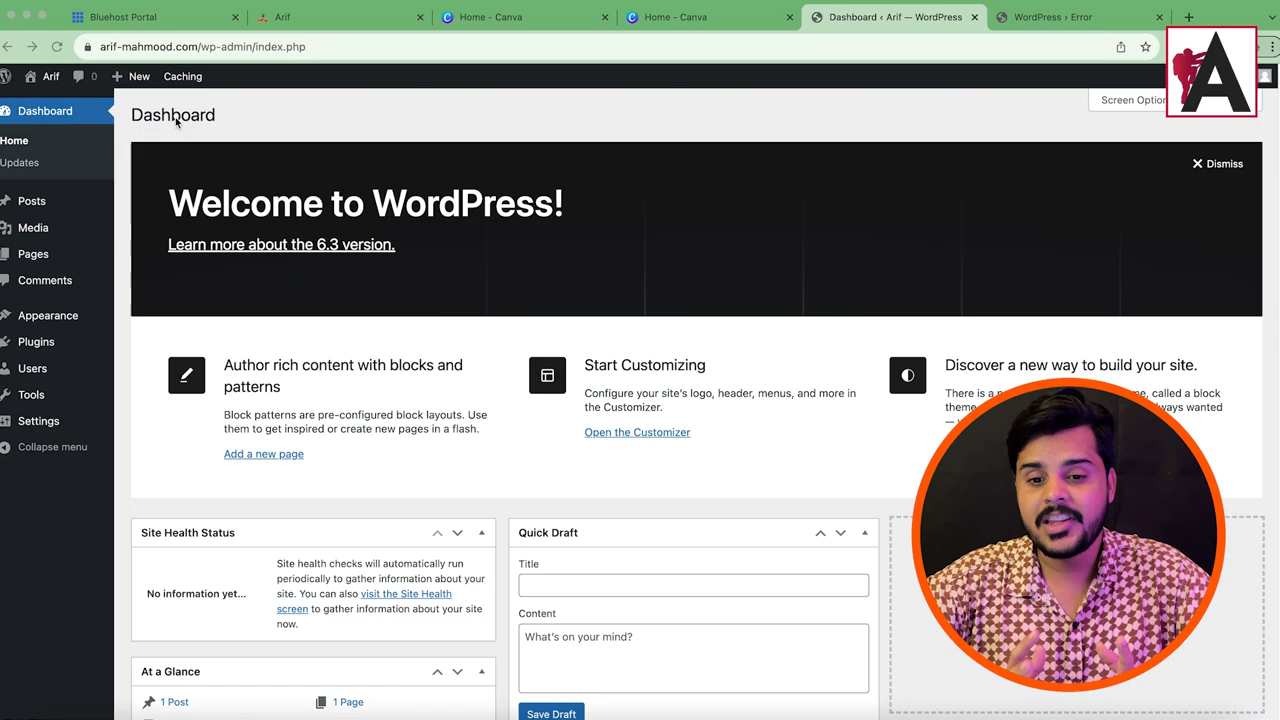 Bluehost Portal
Arif
Home - Canva
Home - Canva
Dashboard ‹ Arif — WordPress
WordPress › Error
arif-mahmood.com/wp-admin/index.php
Arif
0
New
Caching
A
Dashboard
Home
Updates
Posts
Media
Pages
Comments
Appearance
Plugins
Users
Tools
Settings
Collapse menu
Dashboard
Screen Option
Dismiss
Welcome to WordPress!
Learn more about the 6.3 version.
Author rich content with blocks and
patterns
Block patterns are pre-configured block layouts. Use
them to get inspired or create new pages in a flash.
Add a new page
Start Customizing
Configure your site's logo, header, menus, and more in
the Customizer.
Open the Customizer
Discover a new way to build your site.
There is a n me, called a block
theme lways wanted
—
Site Health Status
No information yet...
Site health checks will automatically run
periodically to gather information about your
site. You can also visit the Site Health
screen to gather information about your site
now.
At a Glance
1 Post
1 Page
Quick Draft
Title
Content
What's on your mind?
Save Draft